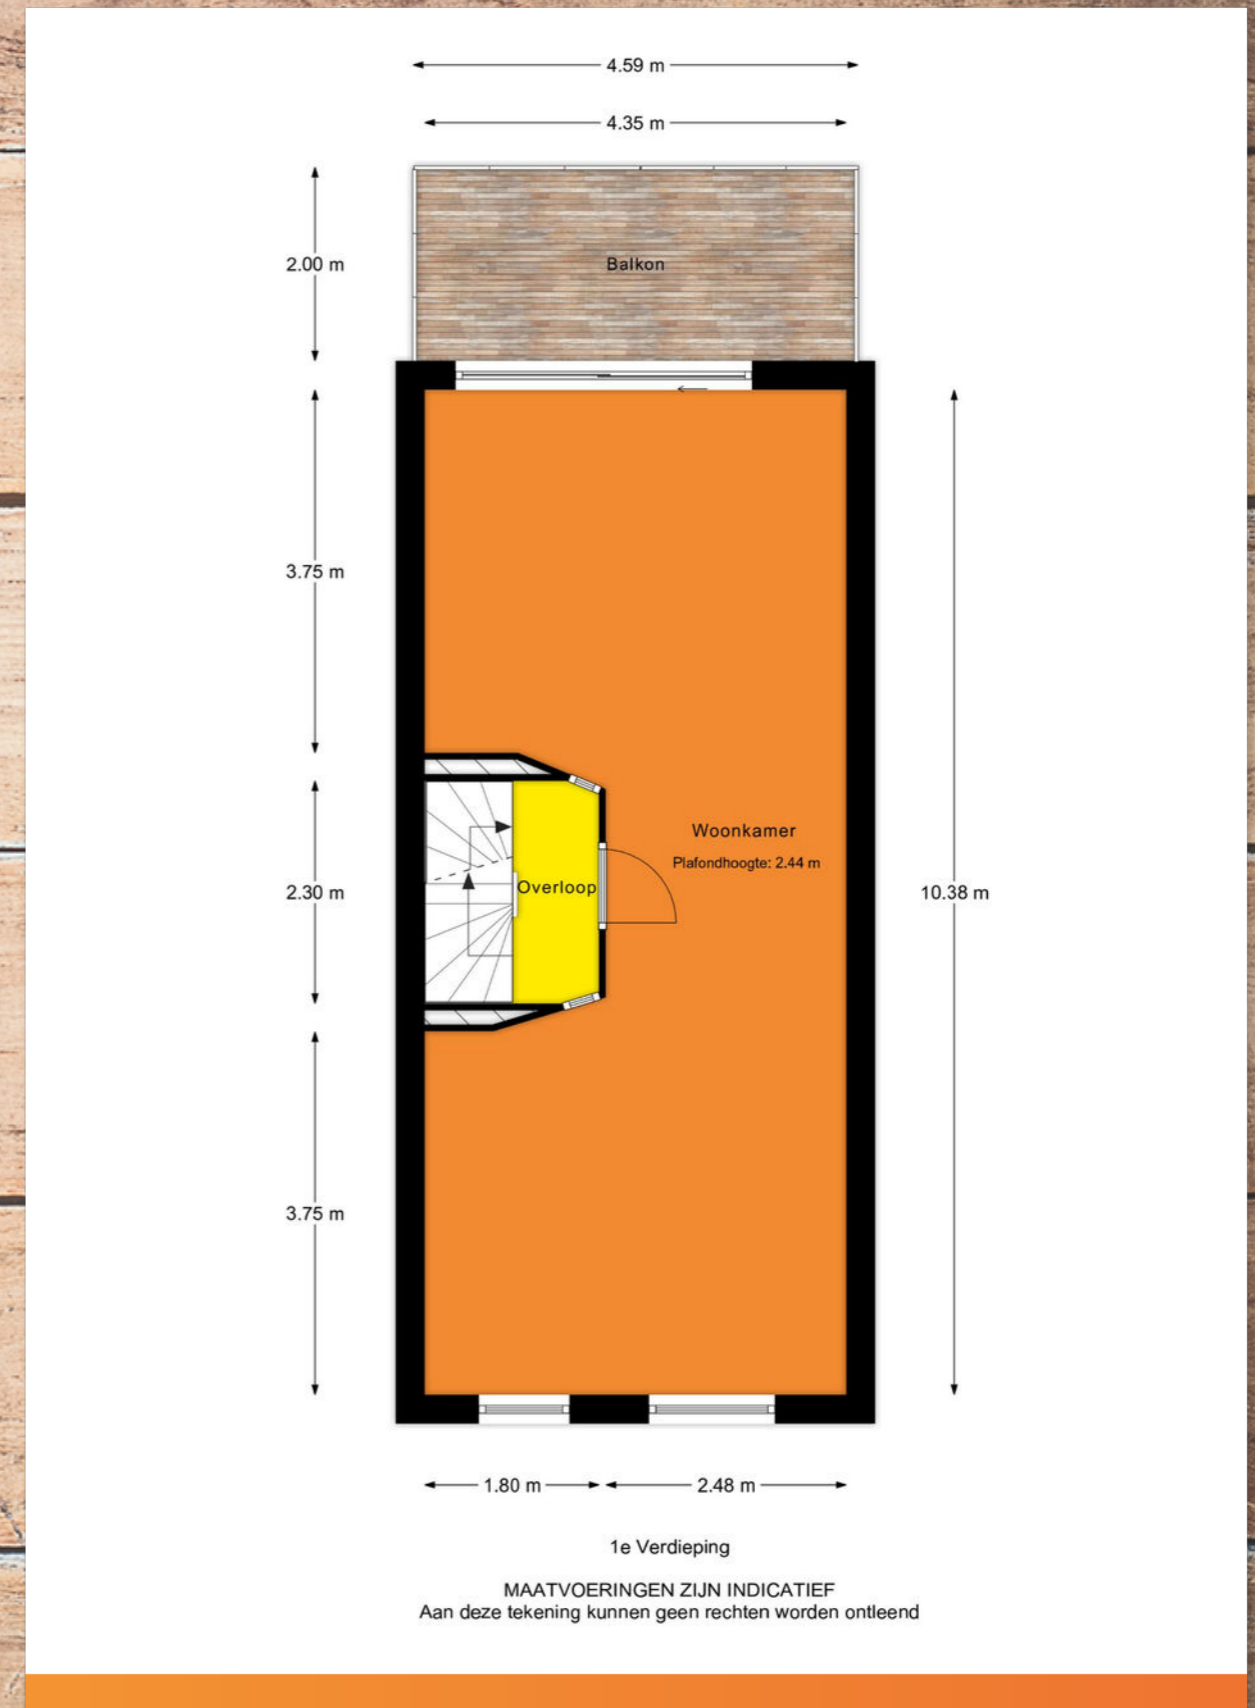 4.59 m
4.35 m
2.00 m
Balkon
3.75 m
Woonkamer
Plafondhoogte: 2.44 m
Overloop
2.30 m
10.38 m
3.75 m
1.80 m
2.48 m
1e Verdieping
MAATVOERINGEN ZIJN INDICATIEF
Aan deze tekening kunnen geen rechten worden ontleend